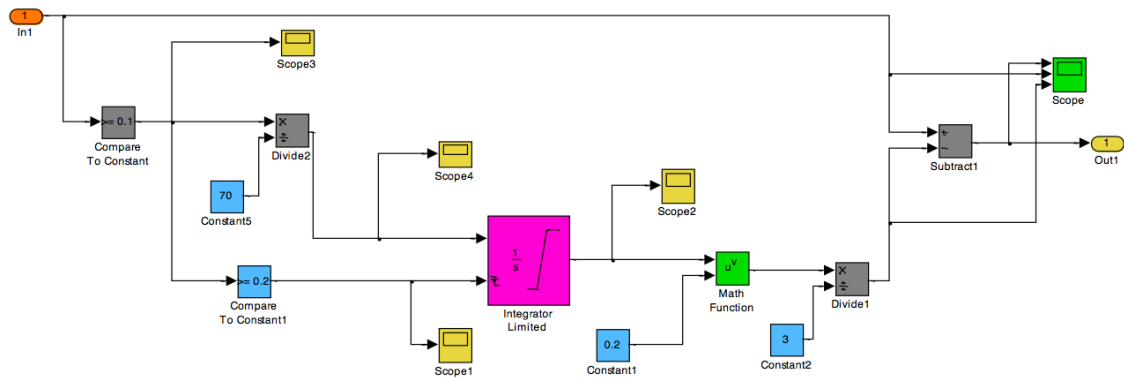 1
In1
Scope3
>= 0.1
Compare
To Constant
×
÷
Divide2
Scope4
70
Constant5
Scope2
>= 0.2
Compare
To Constant1
Scope1
1
s
Integrator
Limited
u^v
Math
Function
0.2
Constant1
×
÷
Divide1
3
Constant2
+
−
Subtract1
Scope
1
Out1